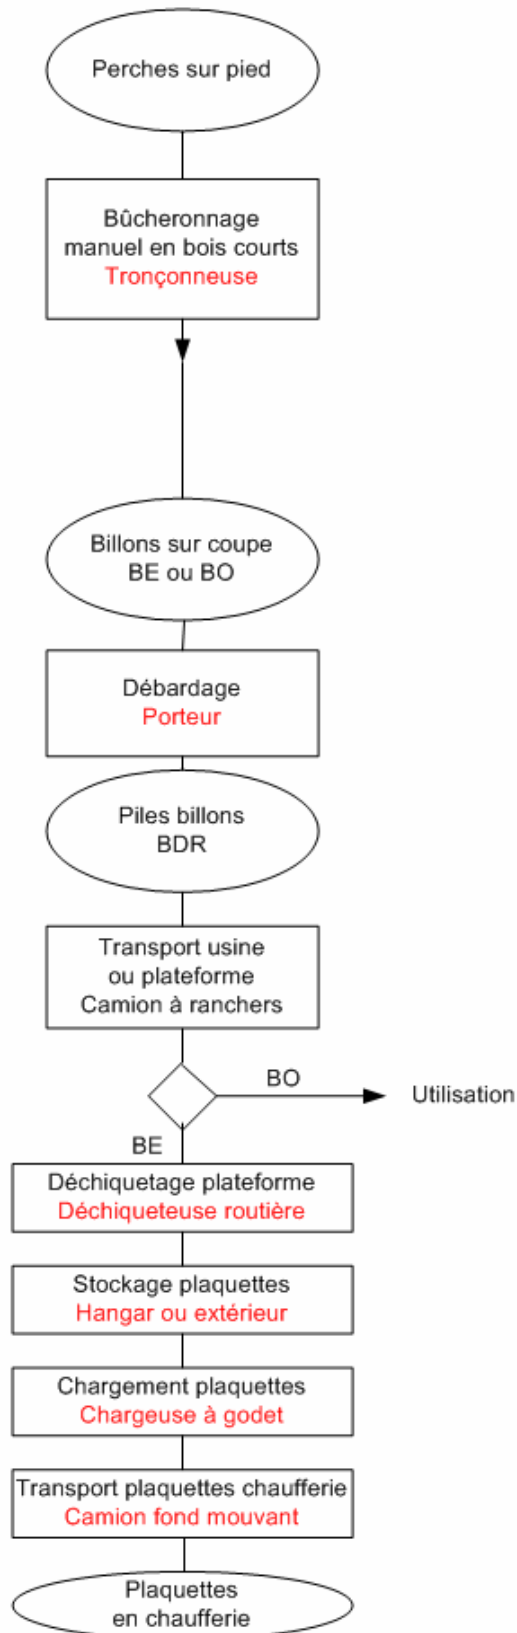 Perches sur pied
Bûcheronnage
manuel en bois courts
Tronçonneuse
Billons sur coupe
BE ou BO
Débardage
Porteur
Piles billons
BDR
Transport usine
ou plateforme
Camion à ranchers
BO
Utilisation
BE
Déchiquetage plateforme
Déchiqueteuse routière
Stockage plaquettes
Hangar ou extérieur
Chargement plaquettes
Chargeuse à godet
Transport plaquettes chaufferie
Camion fond mouvant
Plaquettes
en chaufferie